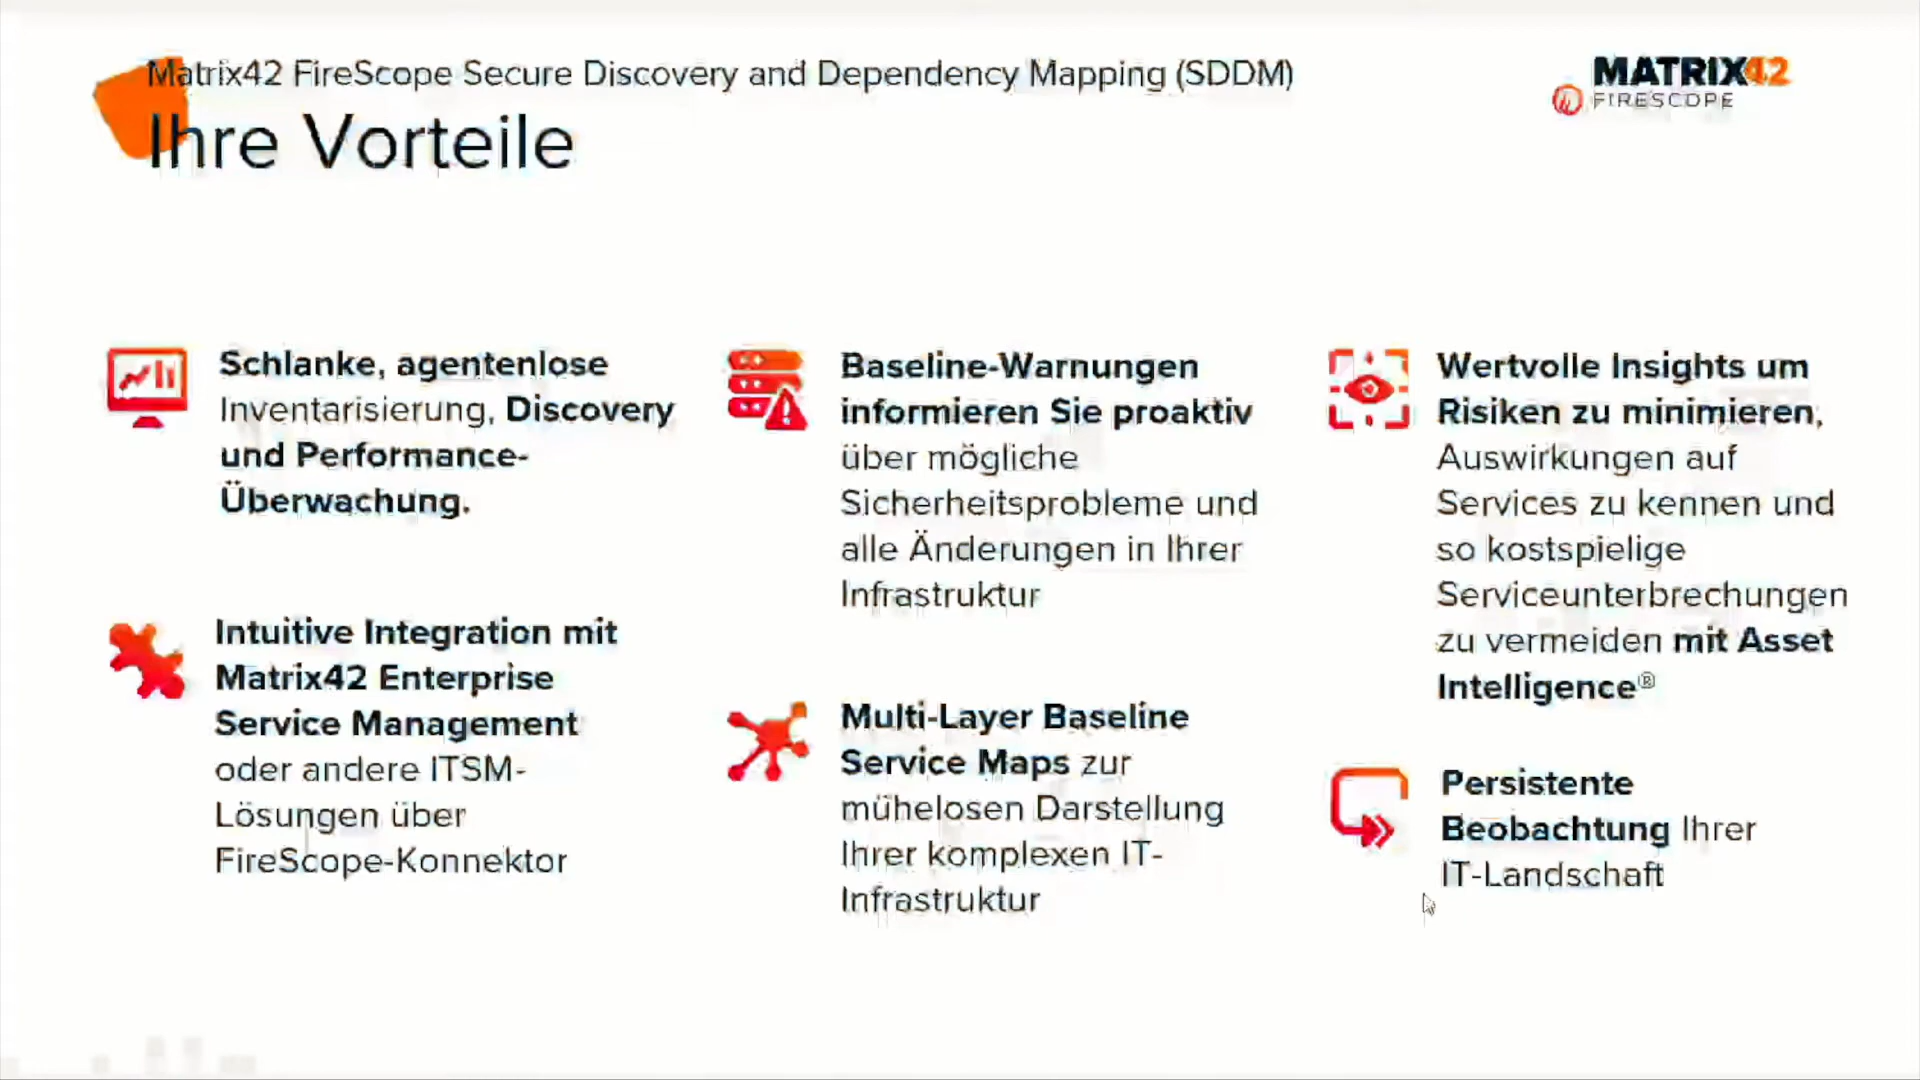 Matrix42 FireScope Secure Discovery and Dependency Mapping (SDDM)
Ihre Vorteile
MATRIX42
FIRESCOPE
Schlanke, agentenlose
Inventarisierung, Discovery
und Performance-
Überwachung.
Intuitive Integration mit
Matrix42 Enterprise
Service Management
oder andere ITSM-
Lösungen über
FireScope-Konnektor
Baseline-Warnungen
informieren Sie proaktiv
über mögliche
Sicherheitsprobleme und
alle Änderungen in Ihrer
Infrastruktur
Multi-Layer Baseline
Service Maps zur
mühelosen Darstellung
Ihrer komplexen IT-
Infrastruktur
Wertvolle Insights um
Risiken zu minimieren,
Auswirkungen auf
Services zu kennen und
so kostspielige
Serviceunterbrechungen
zu vermeiden mit Asset
Intelligence®
Persistente
Beobachtung Ihrer
IT-Landschaft